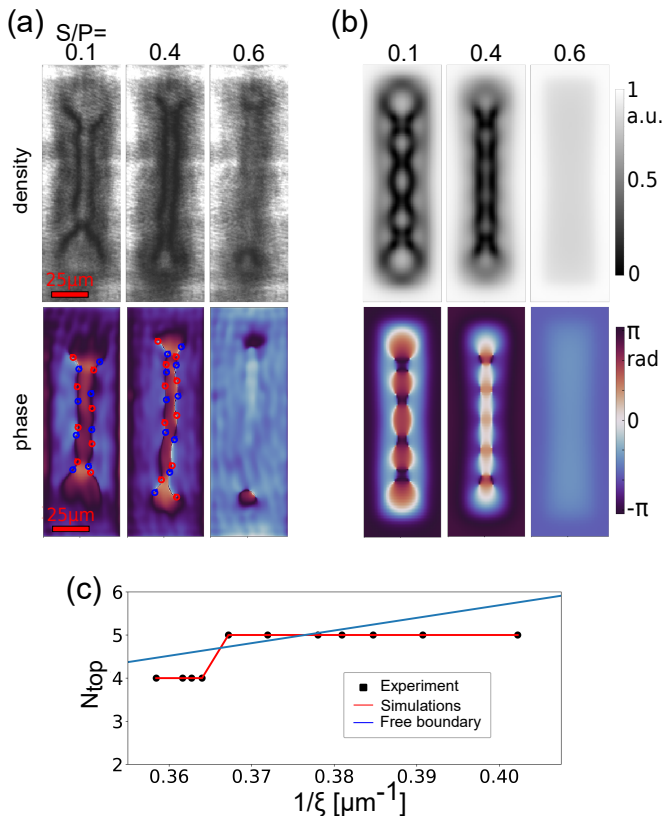 (a)
S/P=
0.1 0.4 0.6
density
25μm
phase
25μm
(b)
0.1 0.4 0.6
1
a.u.
0.5
0
π
rad
0
-π
(c)
6
5
4
3
2
Ntop
Experiment
Simulations
Free boundary
0.36 0.37 0.38 0.39 0.40
1/ξ [μm-1]